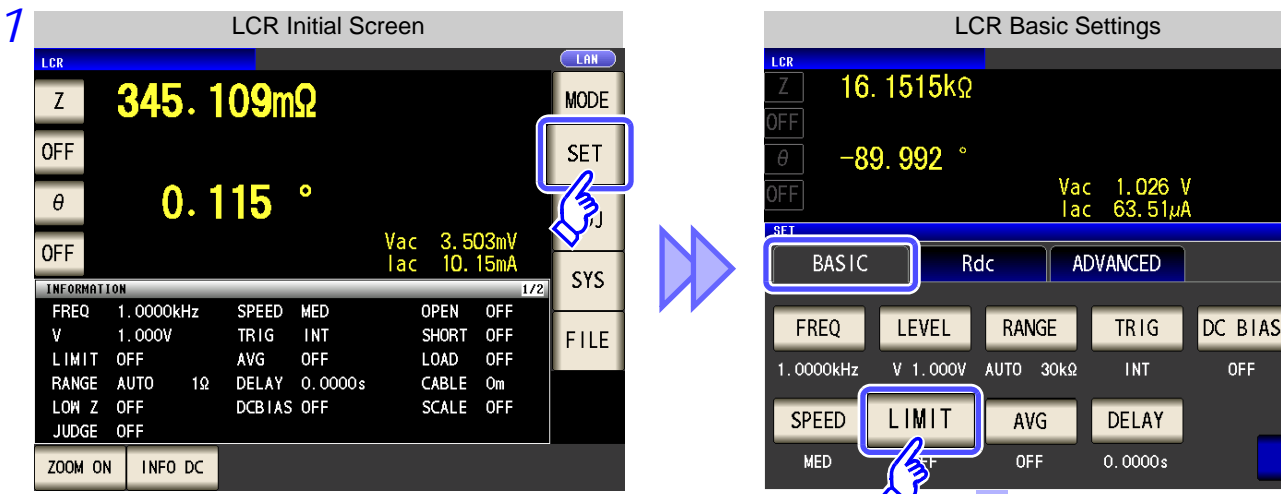 1
LCR Initial Screen
LCR
LAN
Z
345.109mΩ
MODE
OFF
SET
θ
0.115 °
OFF
Vac 3.503mV
Iac 10.15mA
SYS
FILE
INFORMATION 1/2
FREQ 1.0000kHz SPEED MED OPEN OFF
V 1.000V TRIG INT SHORT OFF
LIMIT OFF AVG OFF LOAD OFF
RANGE AUTO 1Ω DELAY 0.0000s CABLE 0m
LOW Z OFF DCBIAS OFF SCALE OFF
JUDGE OFF
ZOOM ON INFO DC
LCR Basic Settings
LCR
Z 16.1515kΩ
OFF
θ -89.992 °
OFF
Vac 1.026 V
Iac 63.51μA
SET
BASIC Rdc ADVANCED
FREQ LEVEL RANGE TRIG DC BIAS
1.0000kHz V 1.000V AUTO 30kΩ INT OFF
SPEED LIMIT AVG DELAY
MED OFF 0.0000s